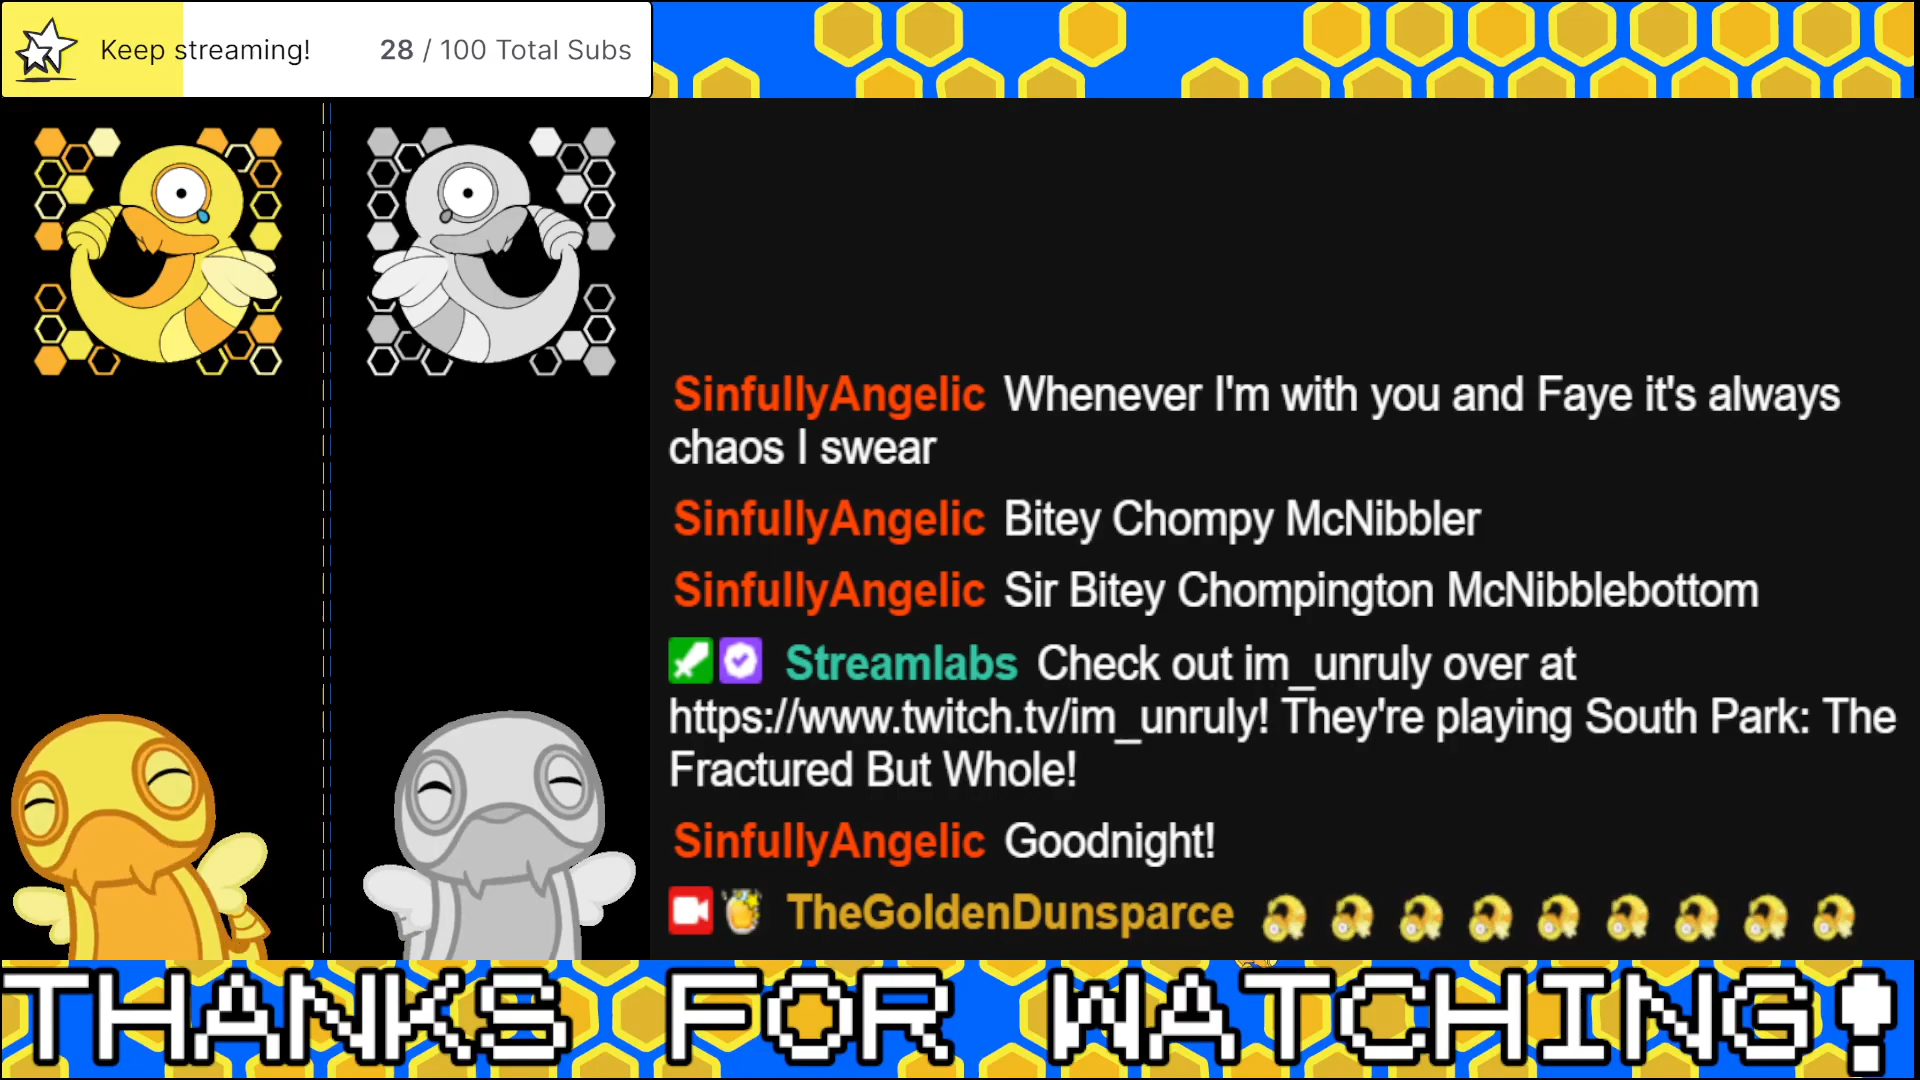 Keep streaming! 28 / 100 Total Subs
SinfullyAngelic Whenever I'm with you and Faye it's always
chaos I swear
SinfullyAngelic Bitey Chompy McNibbler
SinfullyAngelic Sir Bitey Chompington McNibblebottom
Streamlabs Check out im_unruly over at
https://www.twitch.tv/im_unruly! They're playing South Park: The
Fractured But Whole!
SinfullyAngelic Goodnight!
TheGoldenDunsparce
THANKS FOR WATCHING!